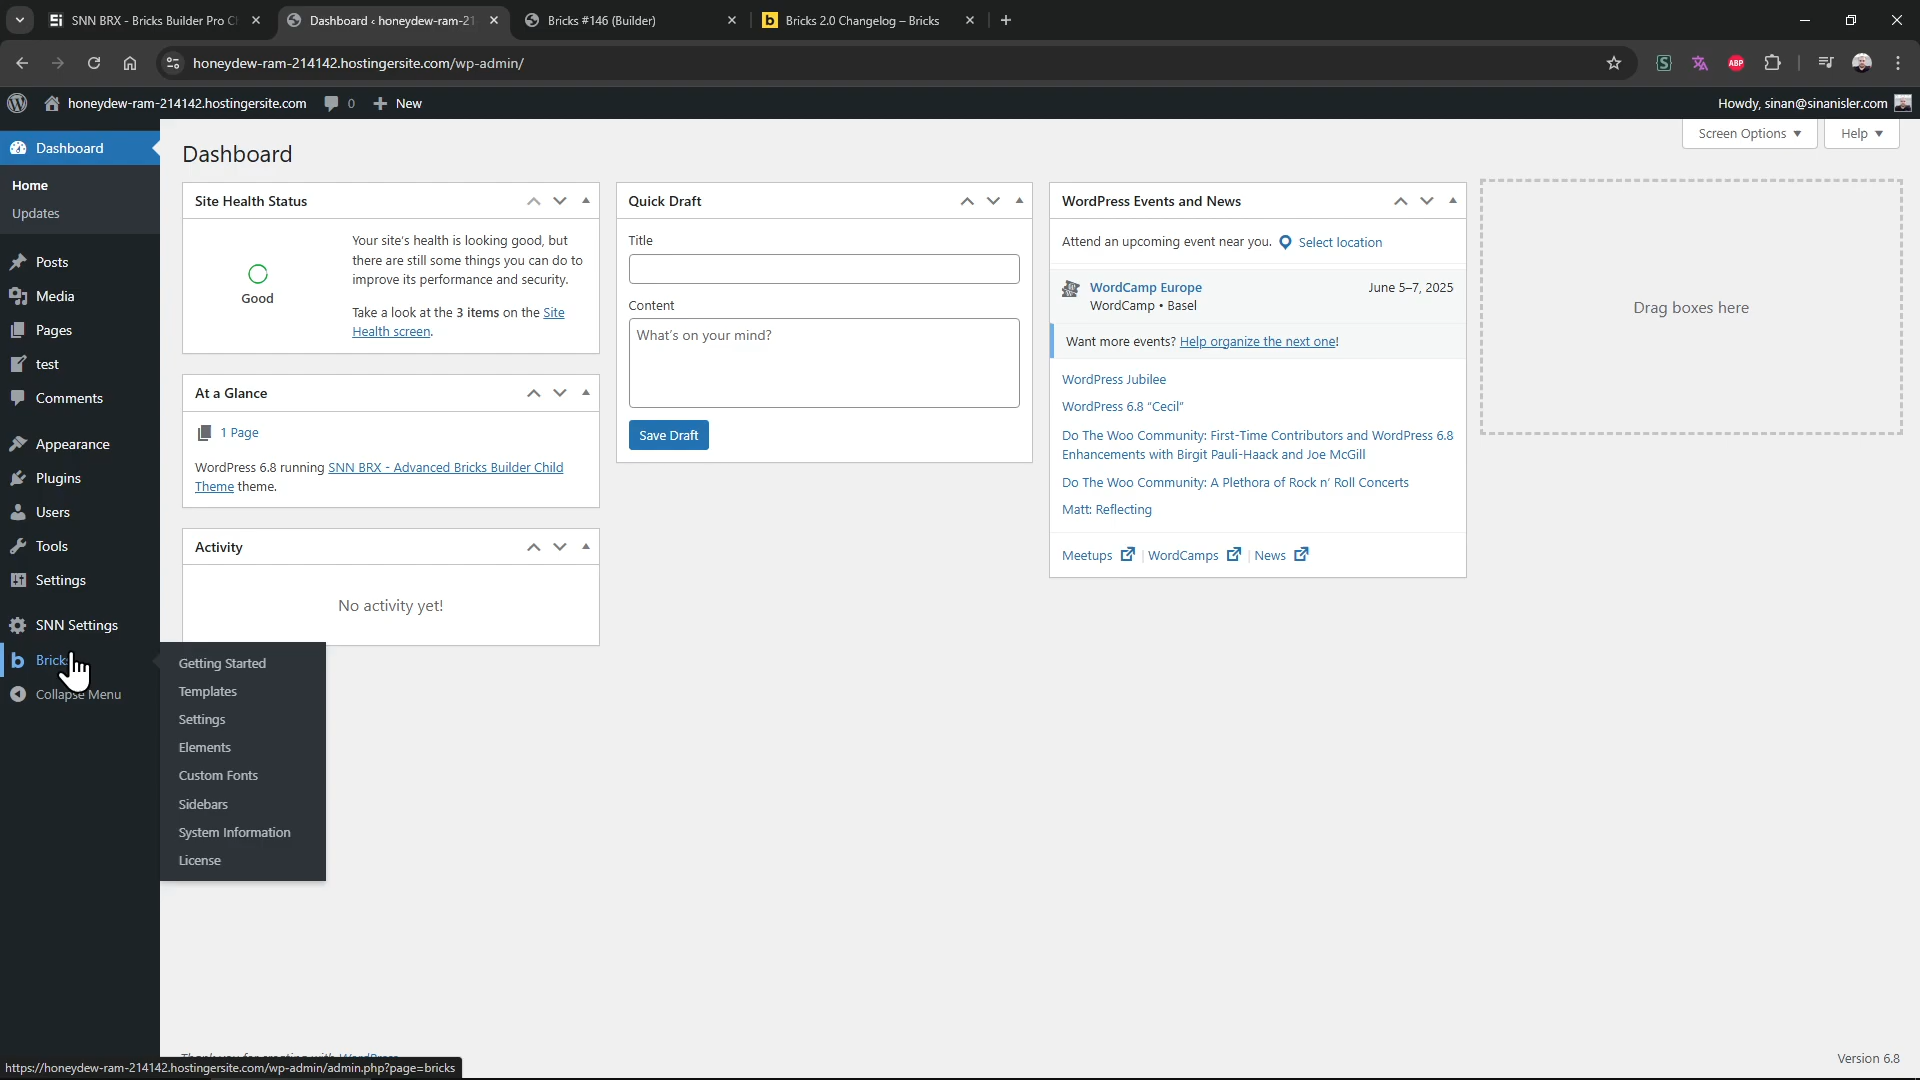 SNN BRX - Bricks Builder Pro C
Dashboard ‹ honeydew-ram-21
Bricks #146 (Builder)
b Bricks 2.0 Changelog – Bricks
honeydew-ram-214142.hostingersite.com/wp-admin/
ABP
honeydew-ram-214142.hostingersite.com 0 New
Howdy, sinan@sinanisler.com
Screen Options
Help
Dashboard
Home
Updates
Posts
Media
Pages
test
Comments
Appearance
Plugins
Users
Tools
Settings
SNN Settings
Brick
Collapse Menu
Getting Started
Templates
Settings
Elements
Custom Fonts
Sidebars
System Information
License
Dashboard
Site Health Status
Good
Your site's health is looking good, but
there are still some things you can do to
improve its performance and security.
Take a look at the 3 items on the Site
Health screen.
At a Glance
1 Page
WordPress 6.8 running SNN BRX - Advanced Bricks Builder Child
Theme theme.
Activity
No activity yet!
Quick Draft
Title
Content
What's on your mind?
Save Draft
WordPress Events and News
Attend an upcoming event near you. Select location
WordCamp Europe June 5–7, 2025
WordCamp • Basel
Want more events? Help organize the next one!
WordPress Jubilee
WordPress 6.8 “Cecil”
Do The Woo Community: First-Time Contributors and WordPress 6.8
Enhancements with Birgit Pauli-Haack and Joe McGill
Do The Woo Community: A Plethora of Rock n’ Roll Concerts
Matt: Reflecting
Meetups | WordCamps | News
Drag boxes here
Version 6.8
https://honeydew-ram-214142.hostingersite.com/wp-admin/admin.php?page=bricks